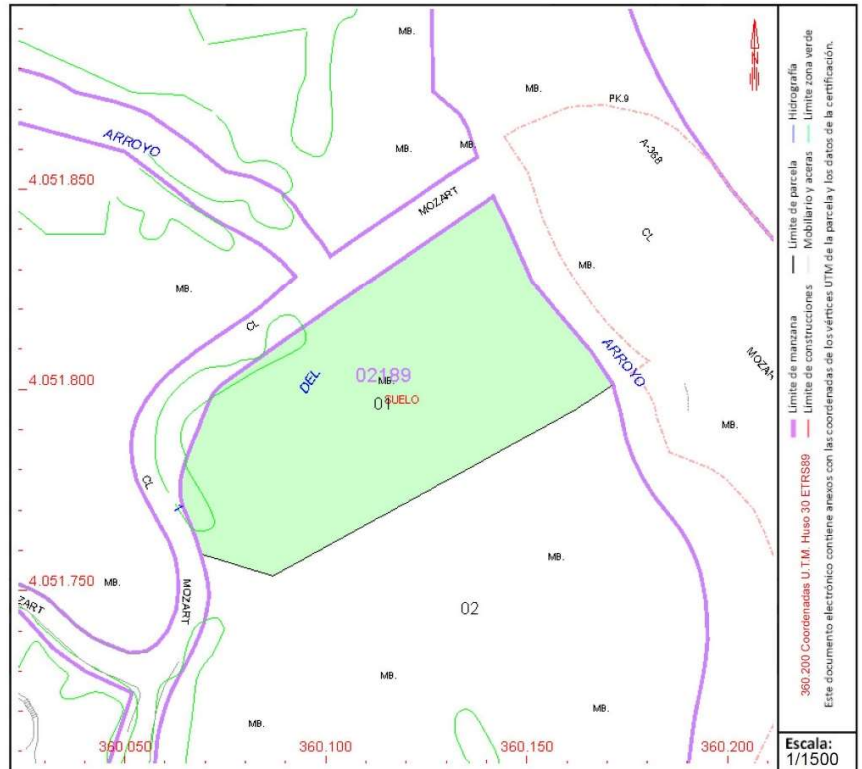 MB.
MB.
PK.9
ARROYO
MB.
MB.
A-368
4.051.850
MOZART
CL
MB.
MB.
CL
DEL
ARROYO
MOZAR
4.051.800
02189
MB.
01
SUELO
MB.
CL
MB.
4.051.750
MB.
ZART
MOZART
02
MB.
MB.
MB.
360.050
360.100
360.150
360.200
360.200 Coordenadas U.T.M. Huso 30 ETRS89
Límite de manzana
Límite de parcela
Hidrografía
Límite de construcciones
Mobiliario y aceras
Límite zona verde
Este documento electrónico contiene anexos con las coordenadas de los vértices UTM de la parcela y los datos de la certificación.
Escala:
1/1500